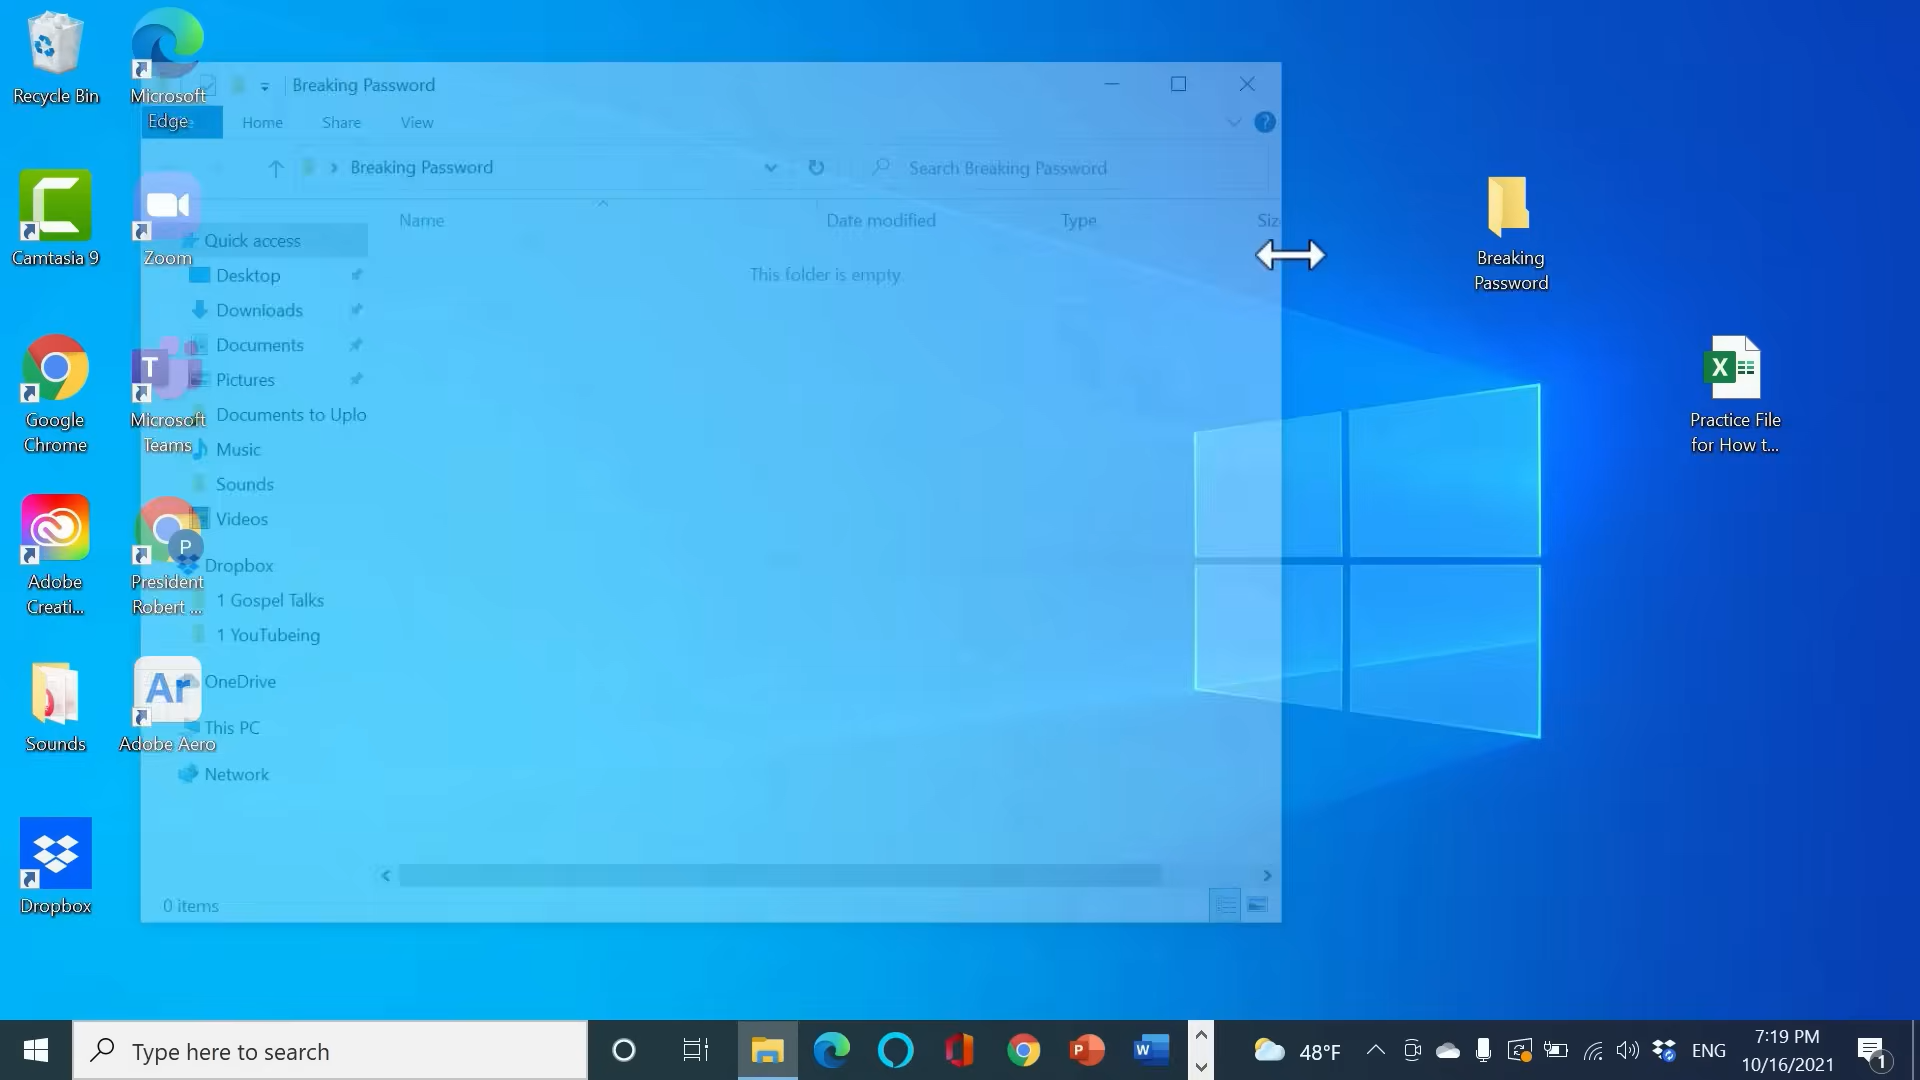 Recycle Bin
Microsoft
Edge
Camtasia 9
Zoom
Google
Chrome
Microsoft
Teams
Adobe
Creati...
President
Robert ...
Sounds
Ar
Adobe Aero
Dropbox
Breaking Password
Home
Share
View
Breaking Password
Search Breaking Password
Name
Date modified
Type
Siz
This folder is empty.
Quick access
Desktop
Downloads
Documents
Pictures
Documents to Uplo
Music
Sounds
Videos
Dropbox
1 Gospel Talks
1 YouTubeing
OneDrive
This PC
Network
0 items
Breaking
Password
Practice File
for How t...
Type here to search
48°F
ENG
7:19 PM
10/16/2021
1